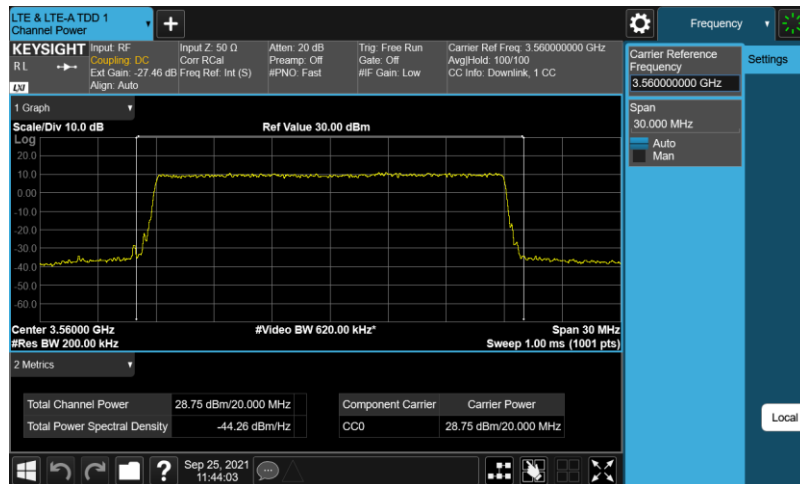 LTE & LTE-A TDD 1
Channel Power
Frequency
KEYSIGHT
R L
LXI
Input: RF
Coupling: DC
Ext Gain: -27.46 dB
Align: Auto
Input Z: 50 Ω
Corr RCal
Freq Ref: Int (S)
Atten: 20 dB
Preamp: Off
#PNO: Fast
Trig: Free Run
Gate: Off
#IF Gain: Low
Carrier Ref Freq: 3.560000000 GHz
Avg|Hold: 100/100
CC Info: Downlink, 1 CC
Carrier Reference
Frequency
3.560000000 GHz
Settings
Span
30.000 MHz
Auto
Man
1 Graph
Scale/Div 10.0 dB
Ref Value 30.00 dBm
Log
20.0
10.0
0.00
-10.0
-20.0
-30.0
-40.0
-50.0
-60.0
Center 3.56000 GHz
#Video BW 620.00 kHz*
Span 30 MHz
#Res BW 200.00 kHz
Sweep 1.00 ms (1001 pts)
2 Metrics
Total Channel Power 28.75 dBm/20.000 MHz
Total Power Spectral Density -44.26 dBm/Hz
Component Carrier Carrier Power
CC0 28.75 dBm/20.000 MHz
Local
?
Sep 25, 2021
11:44:03